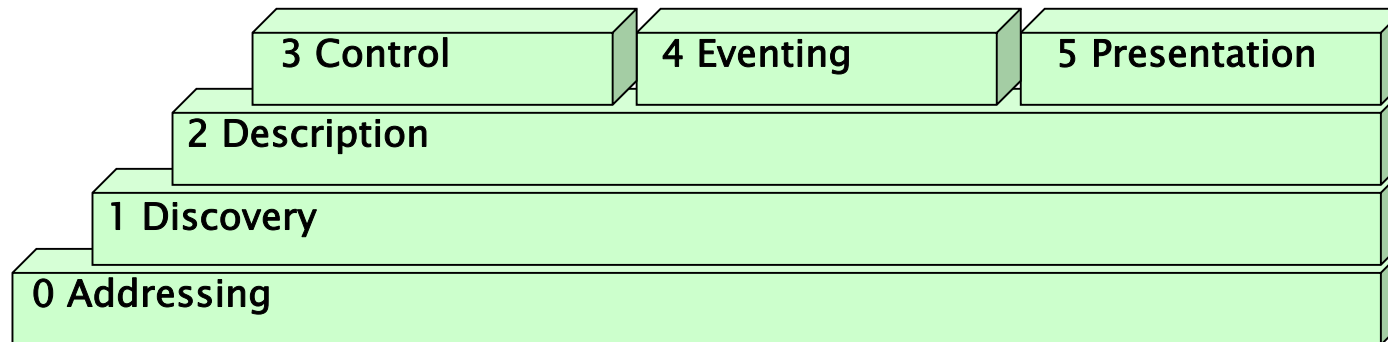 3 Control
4 Eventing
5 Presentation
2 Description
1 Discovery
0 Addressing